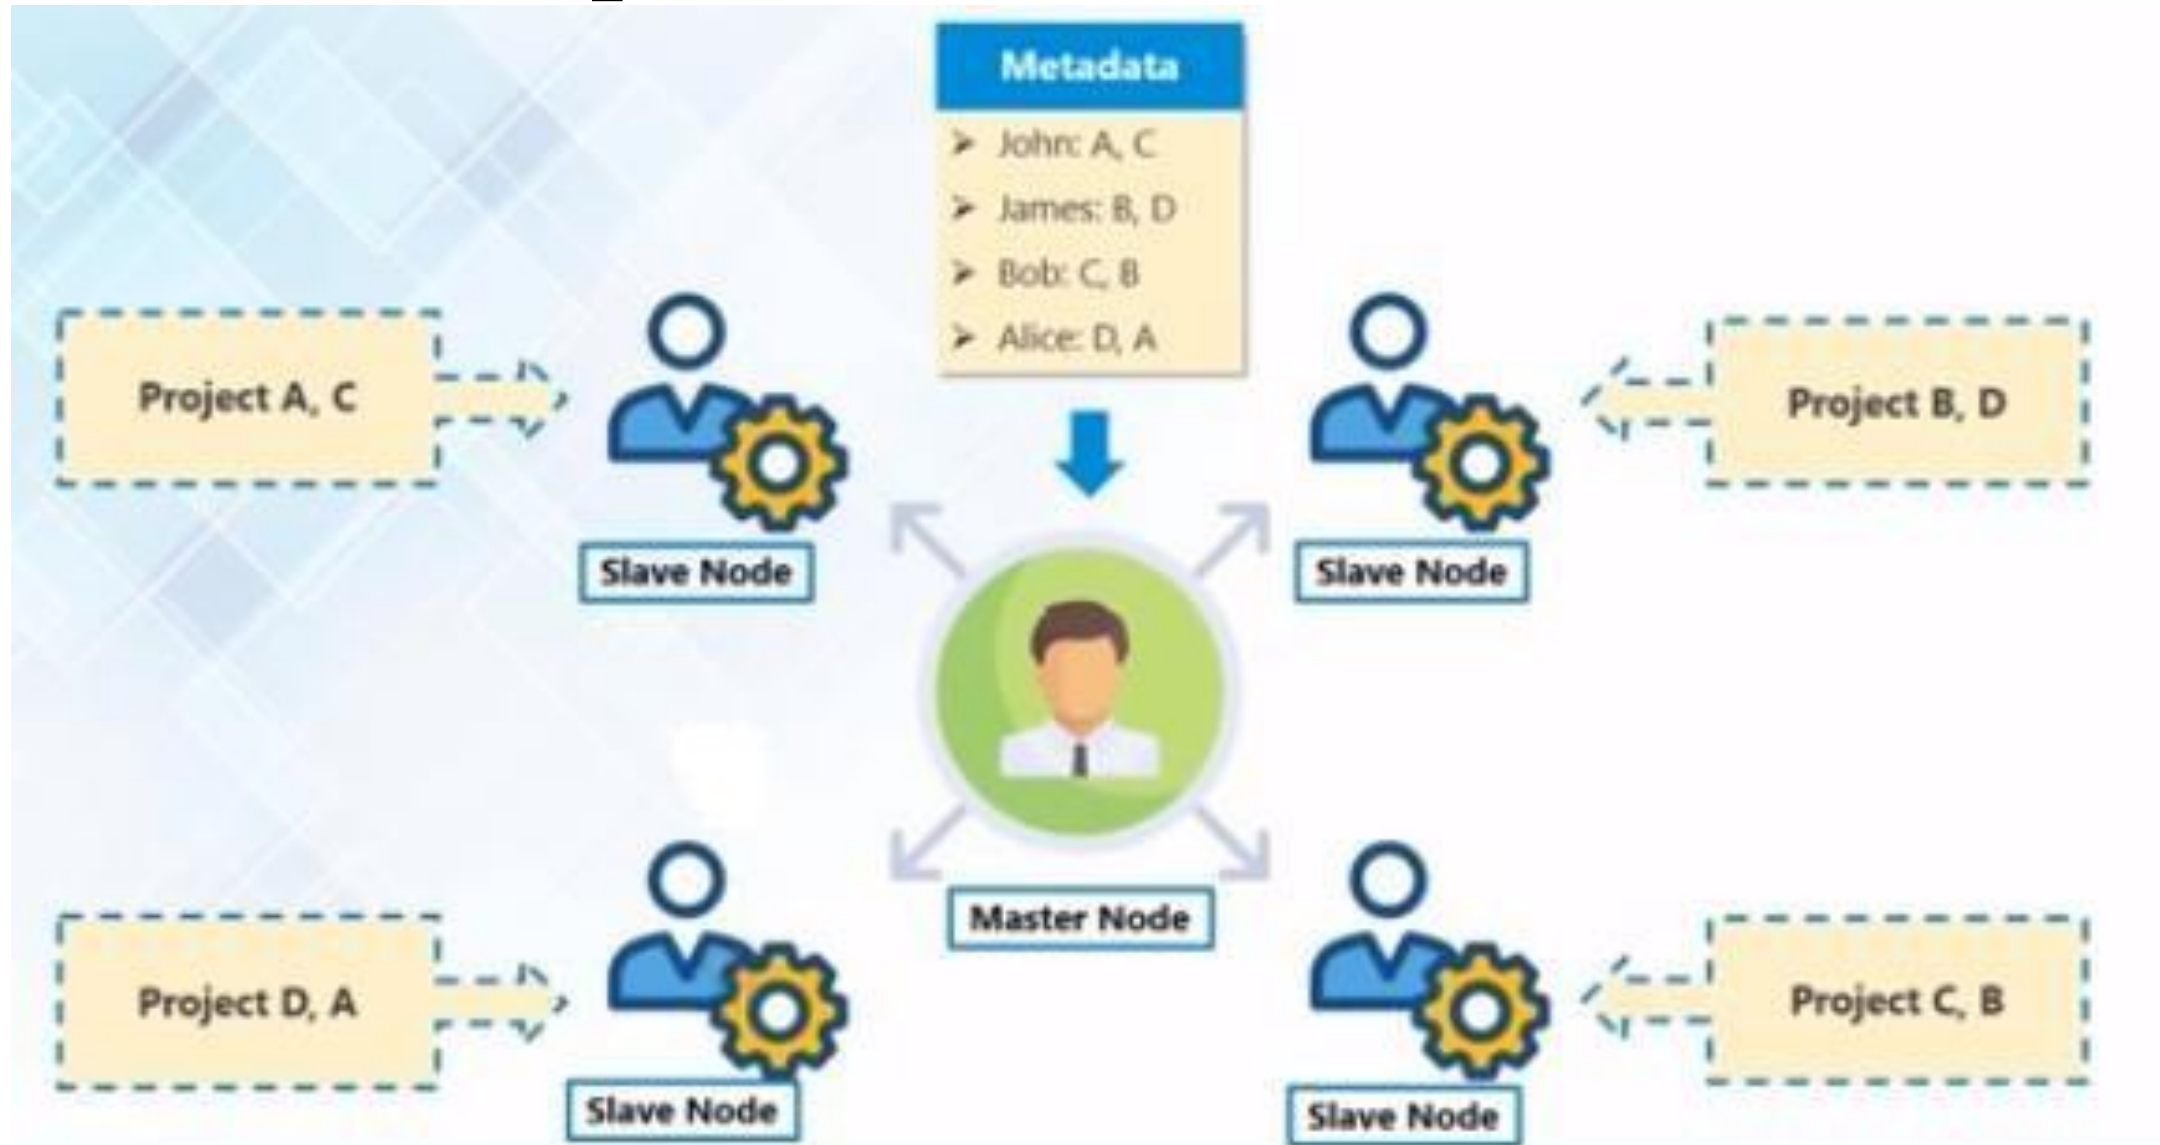 Metadata
➤ John: A, C
➤ James: B, D
➤ Bob: C, B
➤ Alice: D, A
Project A, C
Project B, D
Slave Node
Slave Node
Master Node
Project D, A
Project C, B
Slave Node
Slave Node